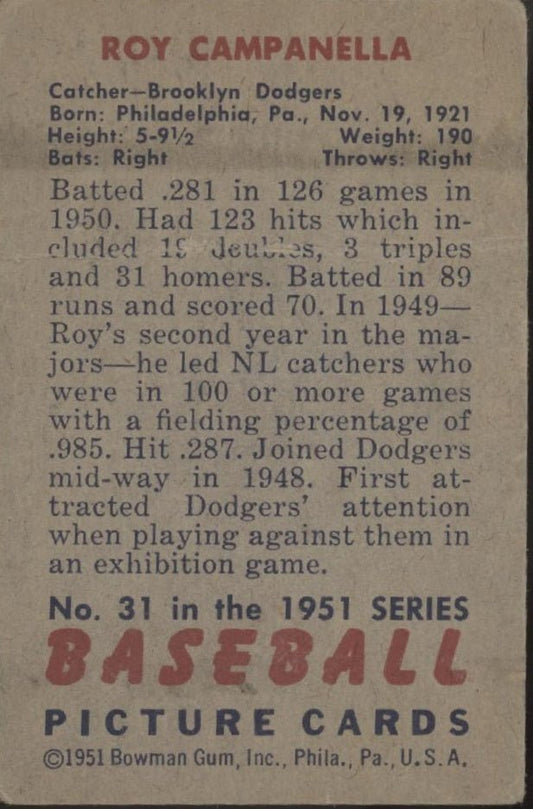 ROY CAMPANELLA
Catcher—Brooklyn Dodgers
Born: Philadelphia, Pa., Nov. 19, 1921
Height: 5-9½ Weight: 190
Bats: Right Throws: Right
Batted .281 in 126 games in
1950. Had 123 hits which in-
cluded 19 doubles, 3 triples
and 31 homers. Batted in 89
runs and scored 70. In 1949—
Roy's second year in the ma-
jors—he led NL catchers who
were in 100 or more games
with a fielding percentage of
.985. Hit .287. Joined Dodgers
mid-way in 1948. First at-
tracted Dodgers' attention
when playing against them in
an exhibition game.
No. 31 in the 1951 SERIES
BASEBALL
PICTURE CARDS
©1951 Bowman Gum, Inc., Phila., Pa., U.S.A.